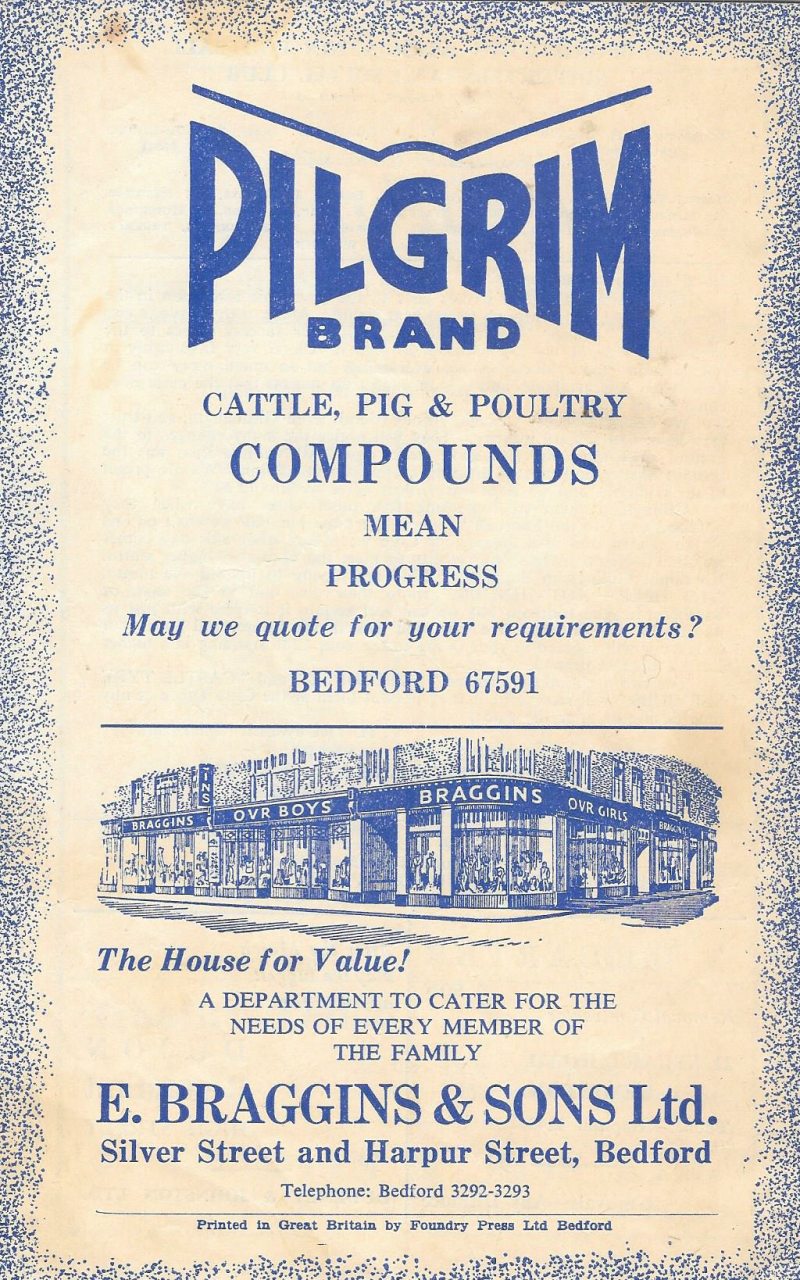 PILGRIM
BRAND
CATTLE, PIG & POULTRY
COMPOUNDS
MEAN
PROGRESS
May we quote for your requirements?
BEDFORD 67591
INS
BRAGGINS
OVR BOYS
BRAGGINS
OVR GIRLS
BRAGGINS
The House for Value!
A DEPARTMENT TO CATER FOR THE
NEEDS OF EVERY MEMBER OF
THE FAMILY
E. BRAGGINS & SONS Ltd.
Silver Street and Harpur Street, Bedford
Telephone: Bedford 3292-3293
Printed in Great Britain by Foundry Press Ltd Bedford